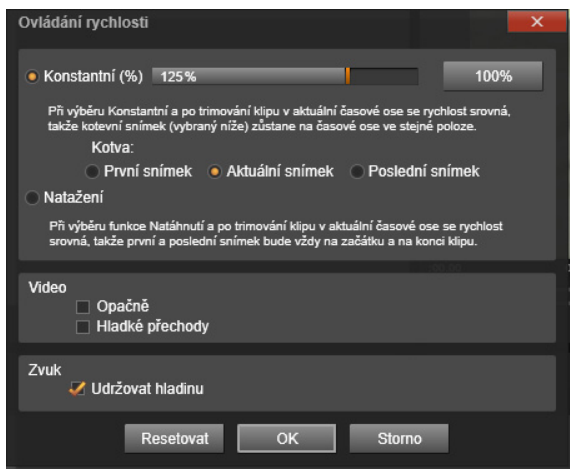 Ovládání rychlosti
Konstantní (%) 125% 100%
Při výběru Konstantní a po trimování klipu v aktuální časové ose se rychlost srovná,
takže kotevní snímek (vybraný níže) zůstane na časové ose ve stejné poloze.
Kotva:
První snímek Aktuální snímek Poslední snímek
Natažení
Při výběru funkce Natáhnutí a po trimování klipu v aktuální časové ose se rychlost
srovná, takže první a poslední snímek bude vždy na začátku a na konci klipu.
Video
Opačně
Hladké přechody
Zvuk
Udržovat hladinu
Resetovat OK Storno